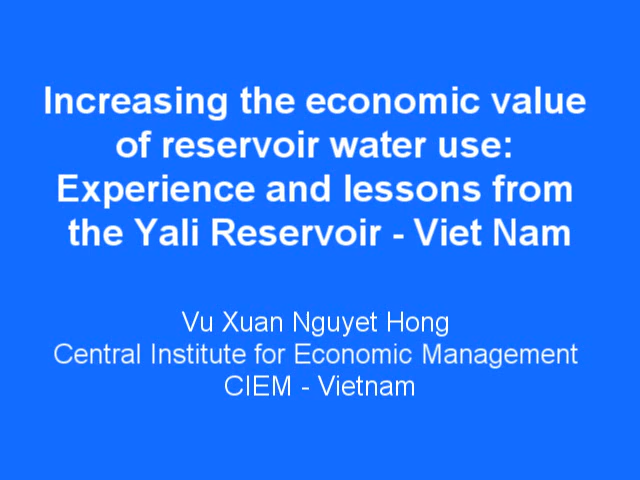 Increasing the economic value
of reservoir water use:
Experience and lessons from
the Yali Reservoir - Viet Nam
Vu Xuan Nguyet Hong
Central Institute for Economic Management
CIEM - Vietnam